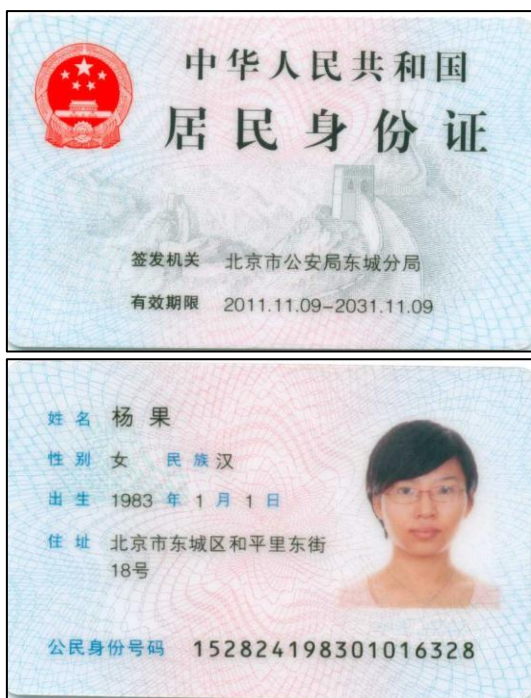 中华人民共和国
居民身份证
签发机关 北京市公安局东城分局
有效期限 2011.11.09-2031.11.09
姓名 杨果
性别 女 民族 汉
出生 1983 年 1 月 1 日
住址 北京市东城区和平里东街
18号
公民身份号码 152824198301016328